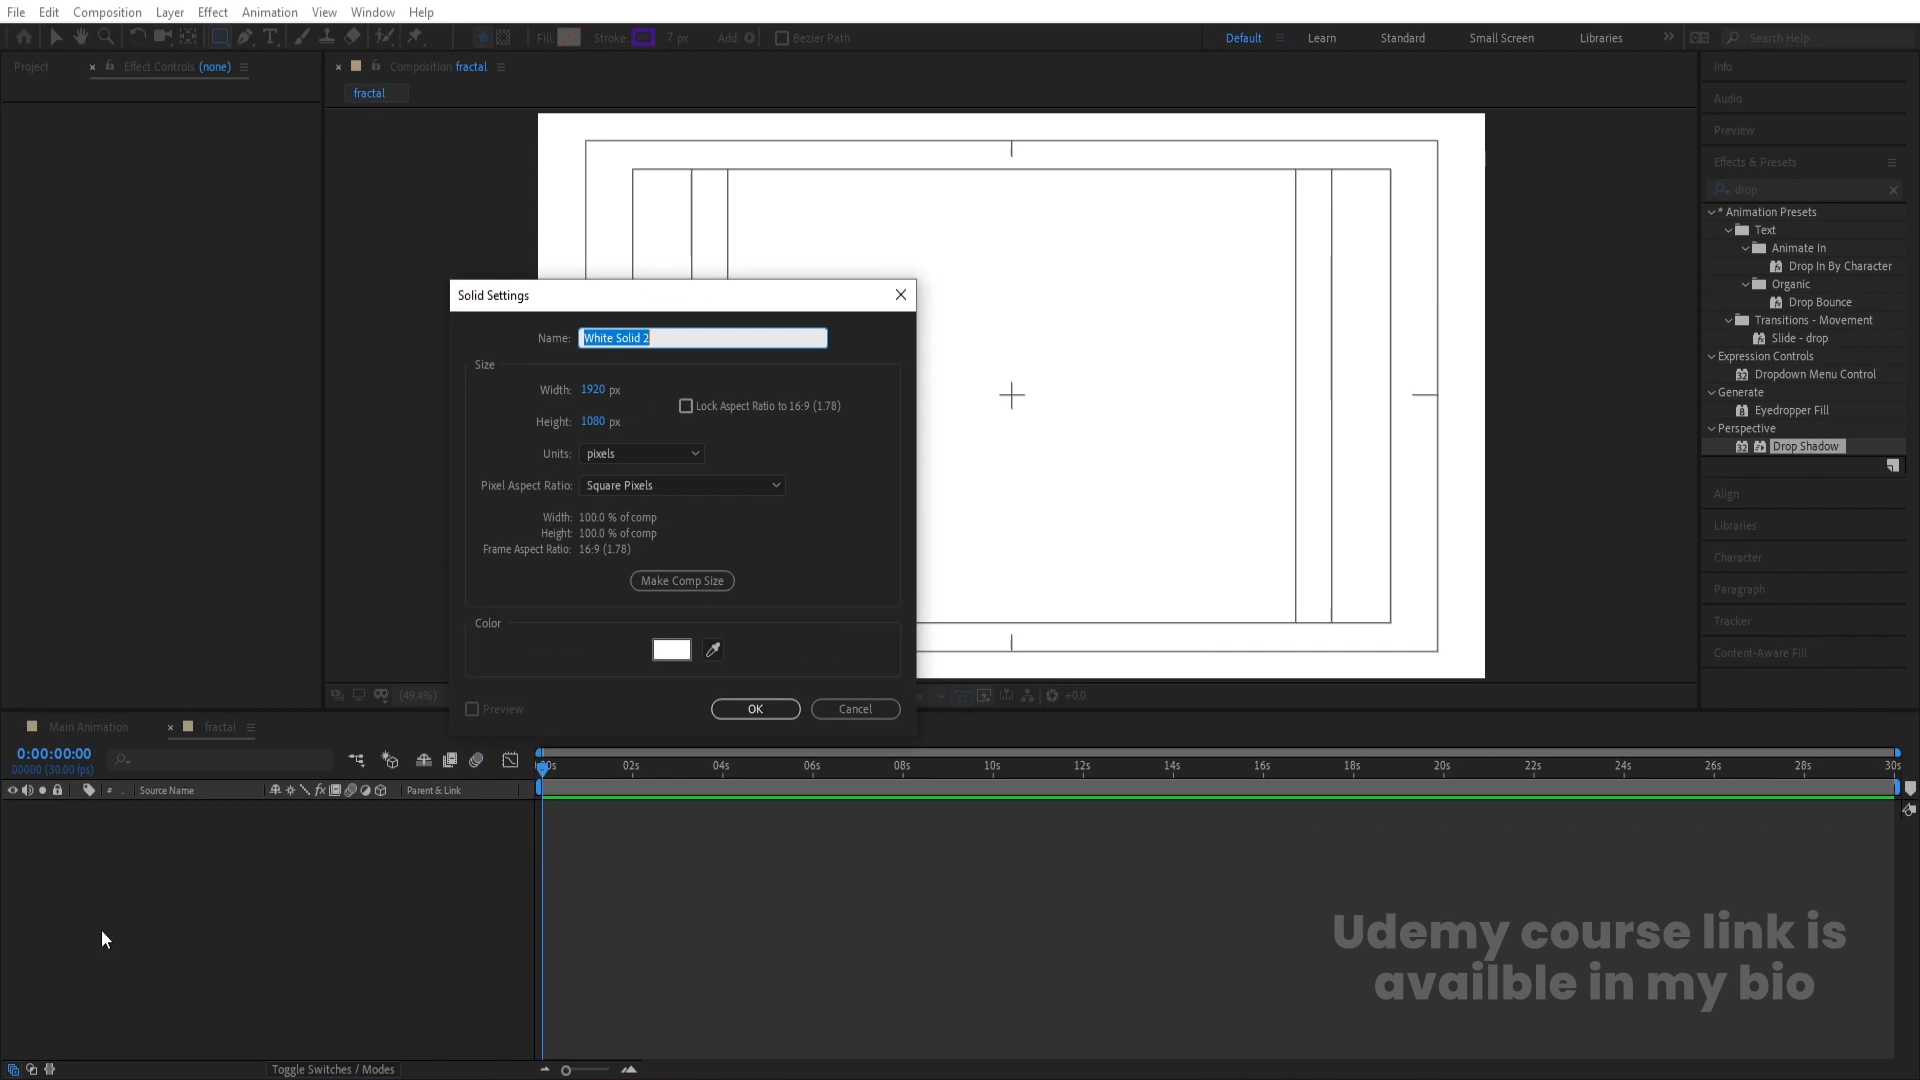 File Edit Composition Layer Effect Animation View Window Help
Fill: Stroke: 7 px Add: Bezier Path Default Learn Standard Small Screen Libraries Search Help
Project Effect Controls (none) Composition fractal Info
fractal
Audio
Preview
Effects & Presets
drop
* Animation Presets
Text
Animate In
Drop In By Character
Organic
Drop Bounce
Transitions - Movement
Slide - drop
Expression Controls
Dropdown Menu Control
Generate
Eyedropper Fill
Perspective
Drop Shadow
Align
Libraries
Character
Paragraph
Tracker
Content-Aware Fill
Solid Settings
Name: White Solid 2
Size
Width: 1920 px
Lock Aspect Ratio to 16:9 (1.78)
Height: 1080 px
Units: pixels
Pixel Aspect Ratio: Square Pixels
Width: 100.0 % of comp
Height: 100.0 % of comp
Frame Aspect Ratio: 16:9 (1.78)
Make Comp Size
Color
Preview OK Cancel
(49.4%) +0.0
Main Animation fractal
0:00:00:00
00000 (30.00 fps)
00s 02s 04s 06s 08s 10s 12s 14s 16s 18s 20s 22s 24s 26s 28s 30s
# . Source Name fx Parent & Link
Udemy course link is
availble in my bio
Toggle Switches / Modes